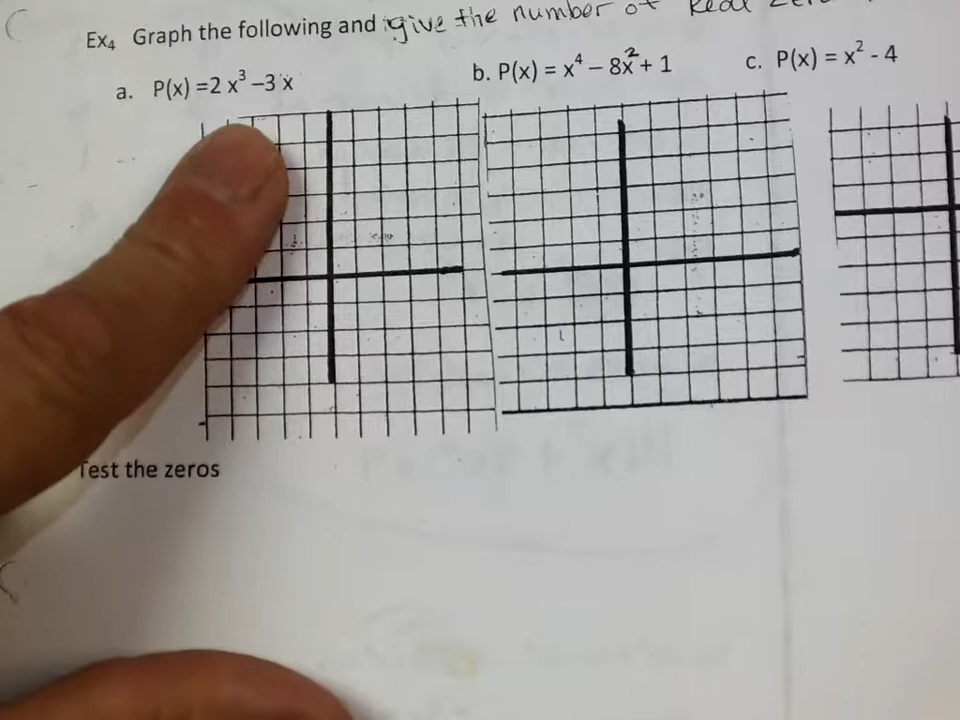 Ex4 Graph the following and give the number of Real
a. P(x) =2 x³ –3 x
b. P(x) = x⁴ – 8x² + 1
c. P(x) = x² - 4
Test the zeros